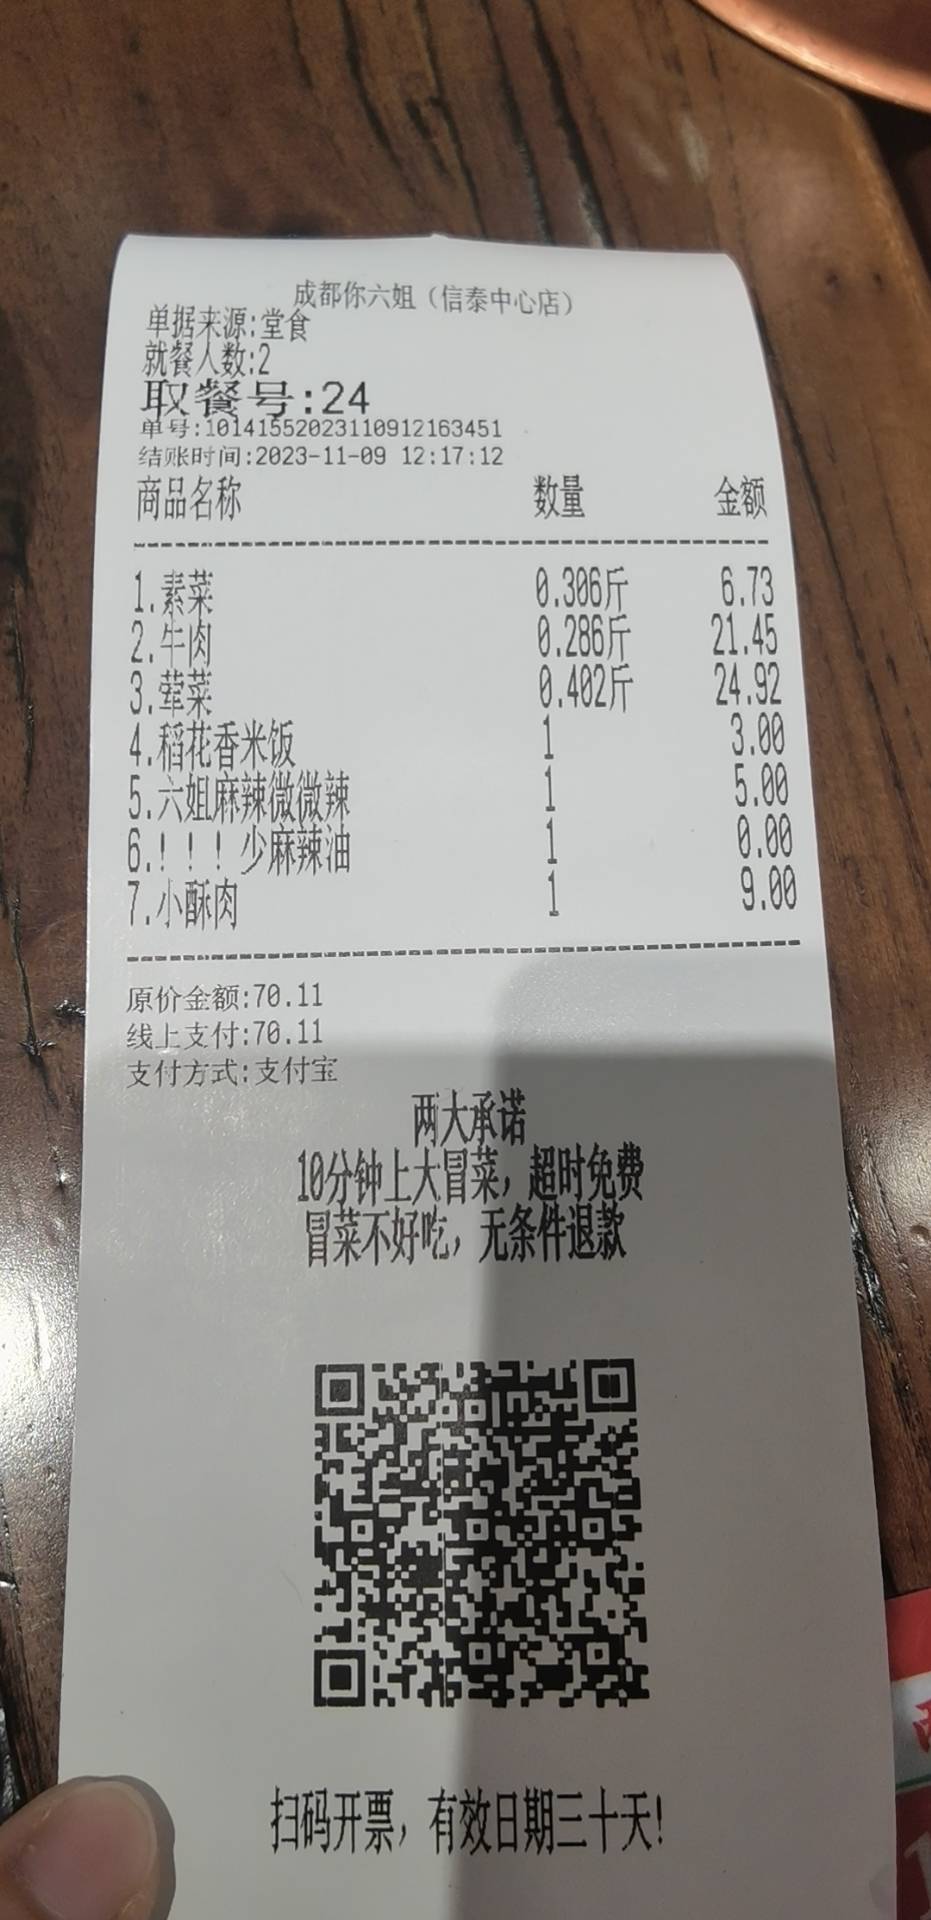 成都你六姐（信泰中心店）
单据来源:堂食
就餐人数:2
取餐号:24
单号:10141552023110912163451
结账时间:2023-11-09 12:17:12
商品名称 数量 金额
1.素菜 0.306斤 6.73
2.牛肉 0.286斤 21.45
3.荤菜 0.402斤 24.92
4.稻花香米饭 1 3.00
5.六姐麻辣微微辣 1 5.00
6.！！！少麻辣油 1 0.00
7.小酥肉 1 9.00
原价金额:70.11
线上支付:70.11
支付方式:支付宝
两大承诺
10分钟上大冒菜，超时免费
冒菜不好吃，无条件退款
扫码开票，有效日期三十天!